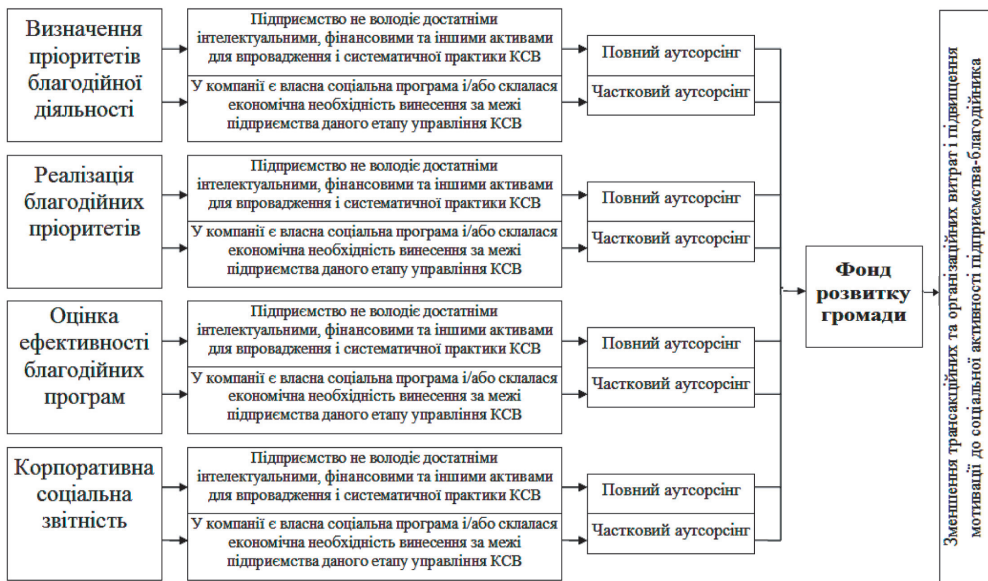 Визначення
пріоритетів
благодійної
діяльності
Підприємство не володіє достатніми
інтелектуальними, фінансовими та іншими активами
для впровадження і систематичної практики КСВ
У компанії є власна соціальна програма і/або склалася
економічна необхідність винесення за межі
підприємства даного етапу управління КСВ
Повний аутсорсінг
Частковий аутсорсінг
Реалізація
благодійних
пріоритетів
Підприємство не володіє достатніми
інтелектуальними, фінансовими та іншими активами
для впровадження і систематичної практики КСВ
У компанії є власна соціальна програма і/або склалася
економічна необхідність винесення за межі
підприємства даного етапу управління КСВ
Повний аутсорсінг
Частковий аутсорсінг
Оцінка
ефективності
благодійних
програм
Підприємство не володіє достатніми
інтелектуальними, фінансовими та іншими активами
для впровадження і систематичної практики КСВ
У компанії є власна соціальна програма і/або склалася
економічна необхідність винесення за межі
підприємства даного етапу управління КСВ
Повний аутсорсінг
Частковий аутсорсінг
Корпоративна
соціальна
звітність
Підприємство не володіє достатніми
інтелектуальними, фінансовими та іншими активами
для впровадження і систематичної практики КСВ
У компанії є власна соціальна програма і/або склалася
економічна необхідність винесення за межі
підприємства даного етапу управління КСВ
Повний аутсорсінг
Частковий аутсорсінг
Фонд
розвитку
громади
Зменшення трансакційних та організаційних витрат і підвищення
мотивації до соціальної активності підприємства-благодійника